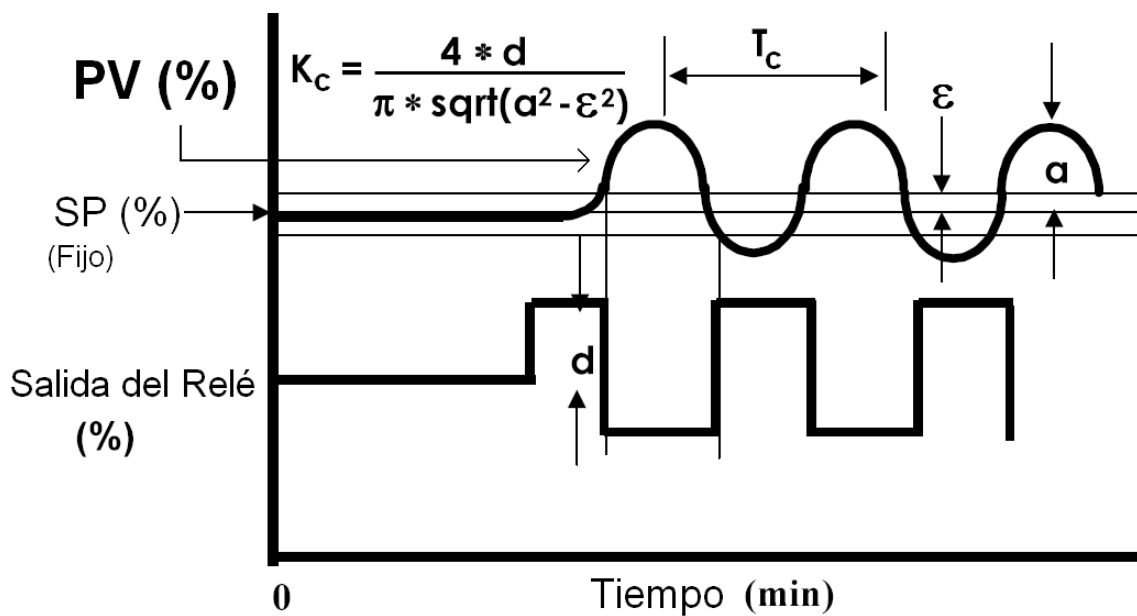 PV (%)
K_c = 4 * d / π * sqrt(a² - ε²)
T_c
ε
a
SP (%)
(Fijo)
d
Salida del Relé
(%)
0
Tiempo (min)